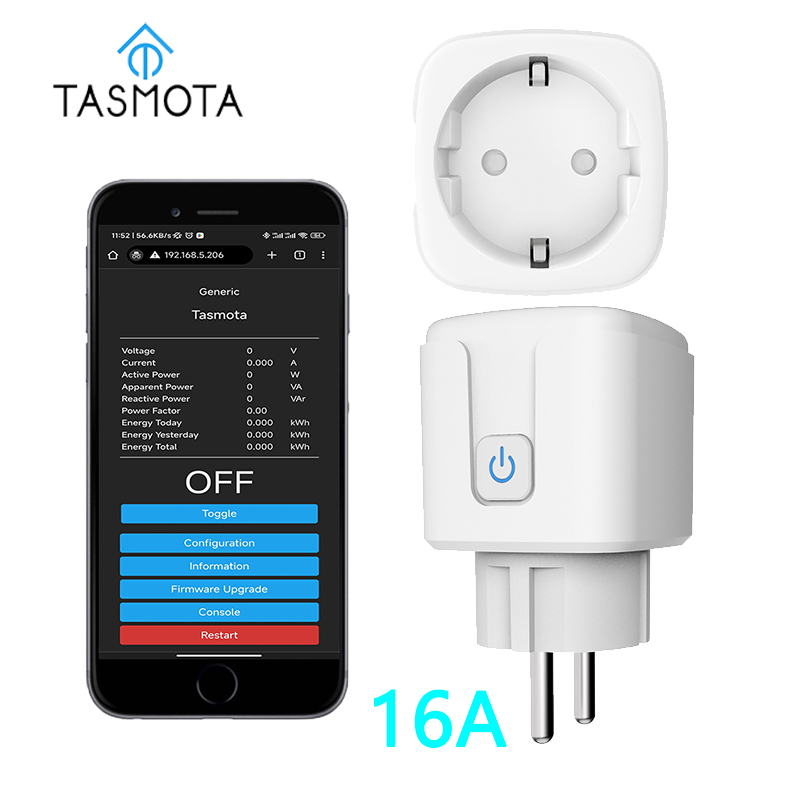 TASMOTA
11:52 | 56.6KB/s
192.168.5.206
1
Generic
Tasmota
Voltage 0 V
Current 0.000 A
Active Power 0 W
Apparent Power 0 VA
Reactive Power 0 VAr
Power Factor 0.00
Energy Today 0.000 kWh
Energy Yesterday 0.000 kWh
Energy Total 0.000 kWh
OFF
Toggle
Configuration
Information
Firmware Upgrade
Console
Restart
16A